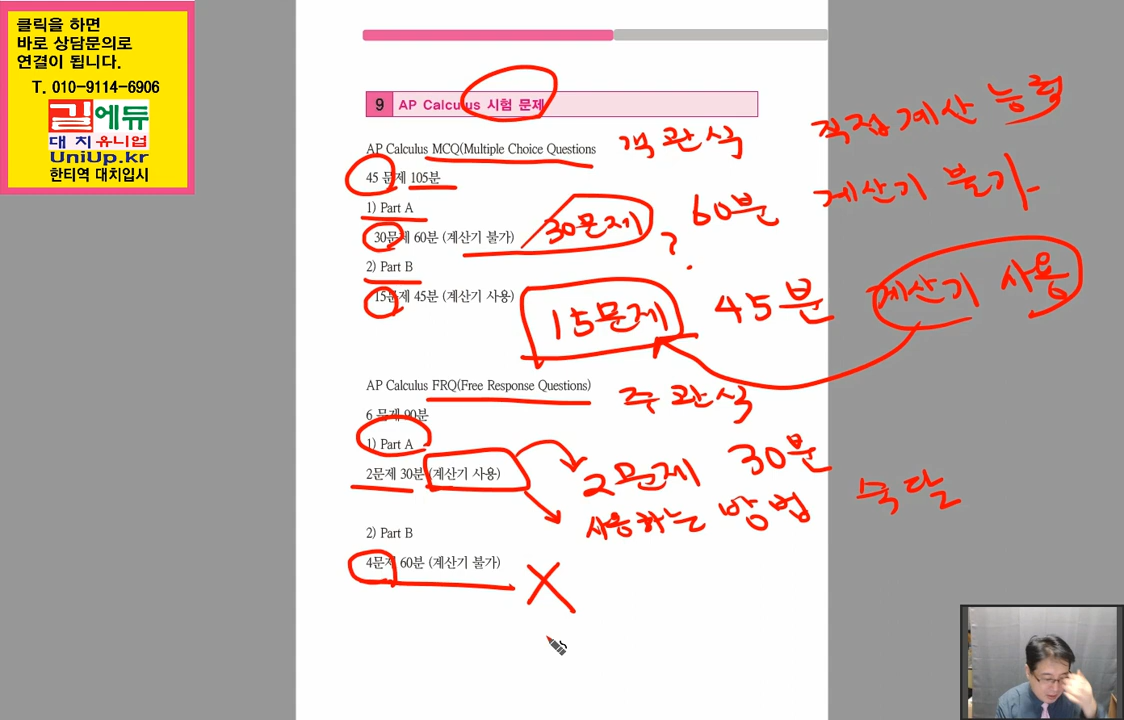 클릭을 하면
바로 상담문의로
연결이 됩니다.
T. 010-9114-6906
길에듀
대치유니업
UniUp.kr
한티역 대치입시
9 AP Calculus 시험 문제
AP Calculus MCQ(Multiple Choice Questions 객관식
직접 계산 능력
45 문제 105분
1) Part A
계산기 불가
30문제 60분 (계산기 불가) 30문제 ? 60분
2) Part B
15문제 45분 (계산기 사용) 15문제 45분 계산기 사용
AP Calculus FRQ(Free Response Questions) 주관식
6 문제 90분
1) Part A
2문제 30분 (계산기 사용) 2문제 30분
사용하는 방법 숙달
2) Part B
4문제 60분 (계산기 불가) X